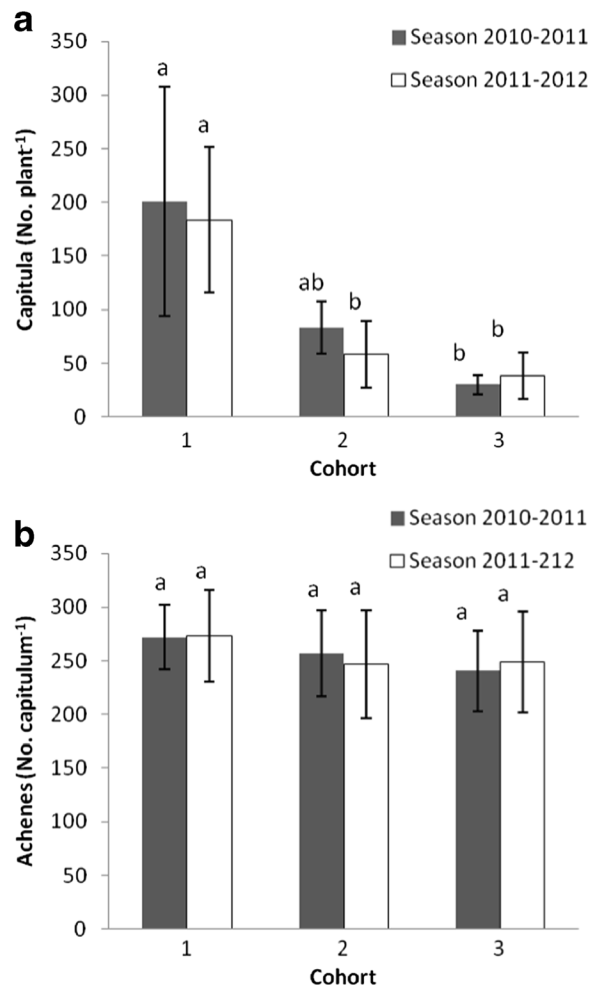 a
Season 2010-2011
Season 2011-2012
Capitula (No. plant-1)
350
300
250
200
150
100
50
0
a a
ab b
b b
1 2 3
Cohort
b
Season 2010-2011
Season 2011-212
Achenes (No. capitulum-1)
350
300
250
200
150
100
50
0
a a a a a a
1 2 3
Cohort